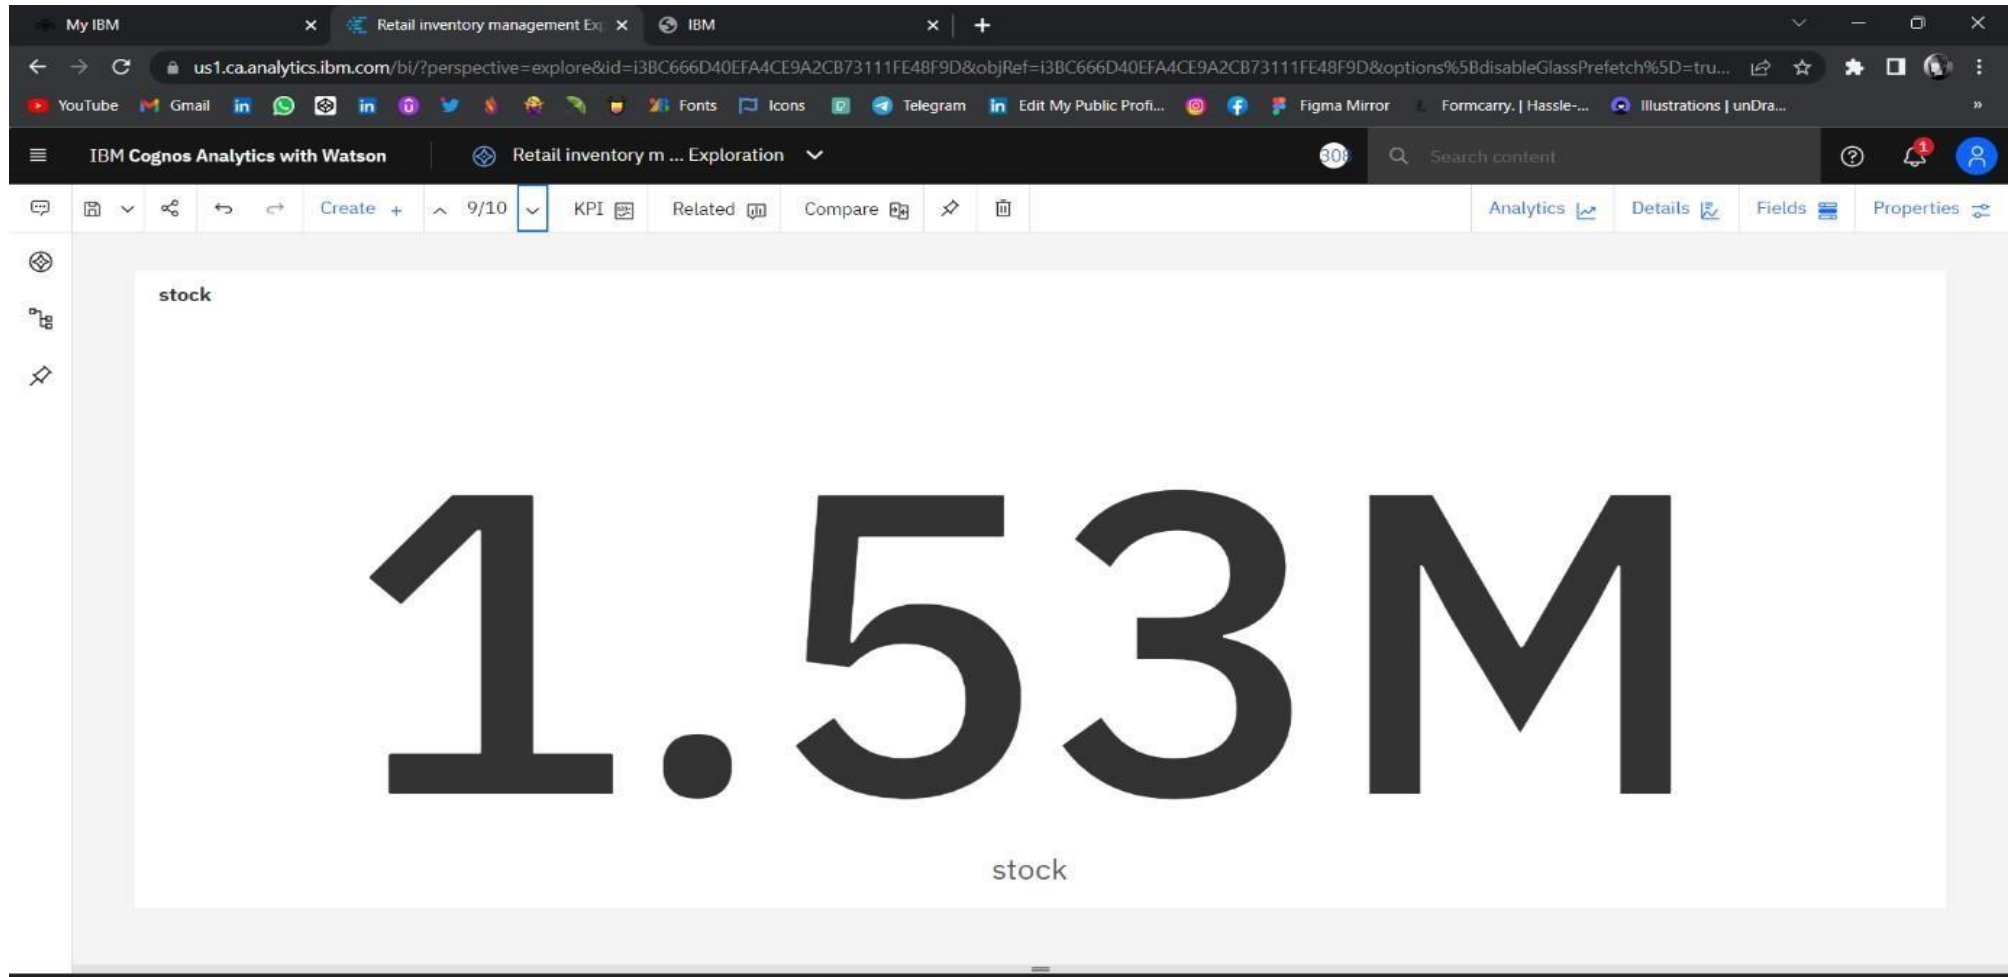 My IBM
Retail inventory management Ex
IBM
us1.ca.analytics.ibm.com/bi/?perspective=explore&id=i3BC666D40EFA4CE9A2CB73111FE48F9D&objRef=i3BC666D40EFA4CE9A2CB73111FE48F9D&options%5BdisableGlassPrefetch%5D=tru...
YouTube Gmail Fonts Icons Telegram Edit My Public Profi... Figma Mirror Formcarry. | Hassle-... Illustrations | unDra... »
IBM Cognos Analytics with Watson Retail inventory m ... Exploration 308 Search content 1
Create + 9/10 KPI Related Compare Analytics Details Fields Properties
stock
1.53M
stock